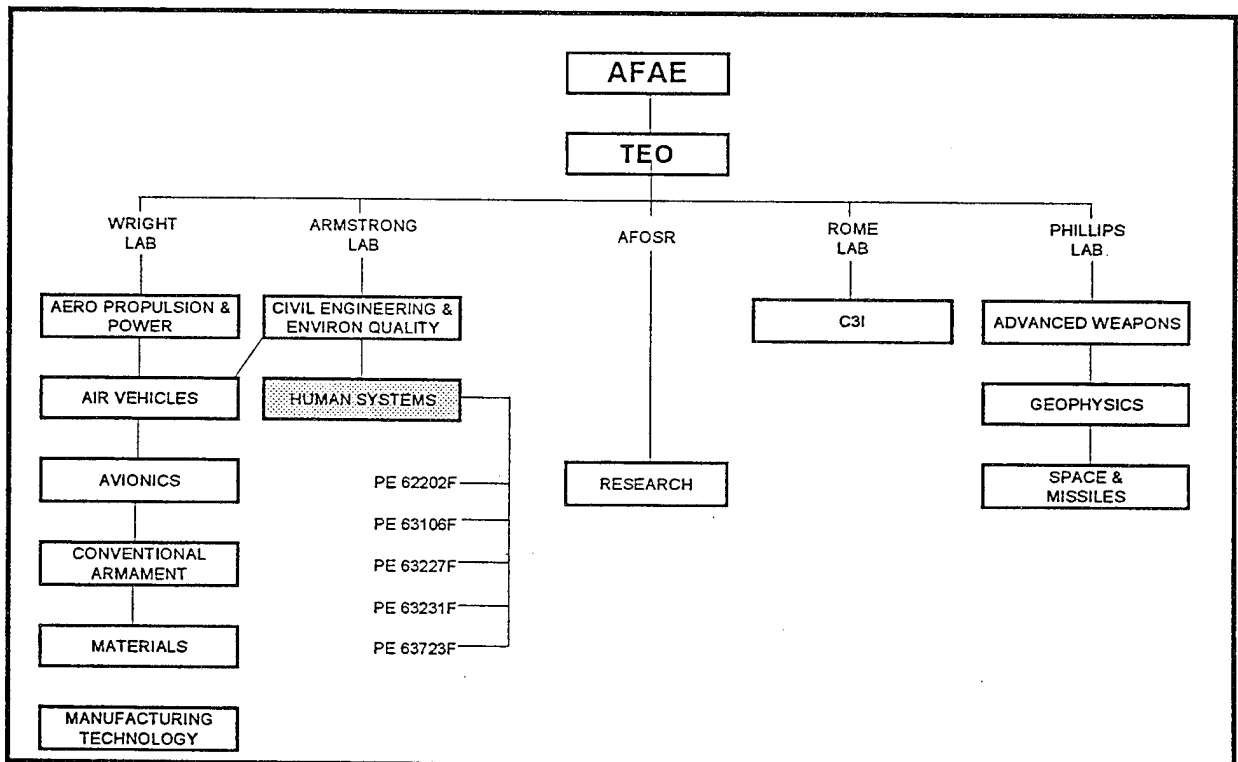 AFAE
TEO
WRIGHT
LAB
ARMSTRONG
LAB
AFOSR
ROME
LAB
PHILLIPS
LAB
AERO PROPULSION &
POWER
CIVIL ENGINEERING &
ENVIRON QUALITY
C3I
ADVANCED WEAPONS
AIR VEHICLES
HUMAN SYSTEMS
GEOPHYSICS
AVIONICS
PE 62202F
RESEARCH
SPACE &
MISSILES
PE 63106F
CONVENTIONAL
ARMAMENT
PE 63227F
PE 63231F
MATERIALS
PE 63723F
MANUFACTURING
TECHNOLOGY